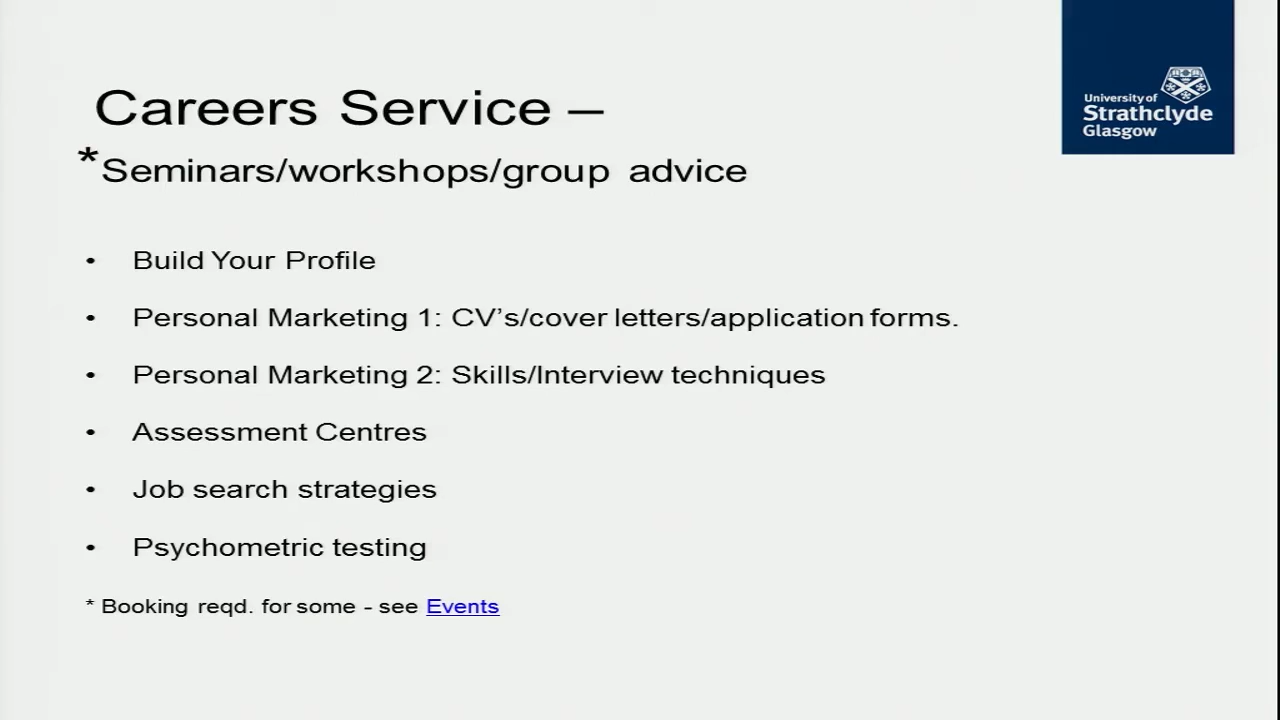 University of
Strathclyde
Glasgow
Careers Service –
*Seminars/workshops/group advice
• Build Your Profile
• Personal Marketing 1: CV’s/cover letters/application forms.
• Personal Marketing 2: Skills/Interview techniques
• Assessment Centres
• Job search strategies
• Psychometric testing
* Booking reqd. for some - see Events